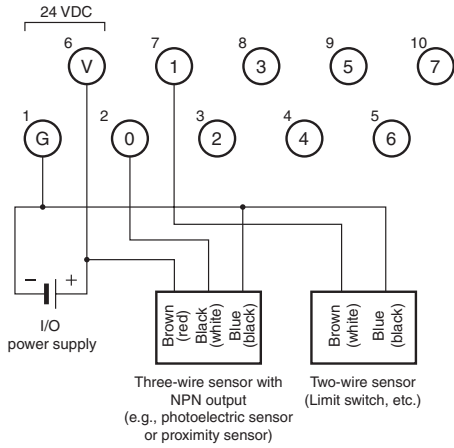 24 VDC
6 7 8 9 10
V 1 3 5 7
1 2 3 4 5
G 0 2 4 6
− +
I/O
power supply
Brown
(red)
Black
(white)
Blue
(black)
Brown
(white)
Blue
(black)
Three-wire sensor with
NPN output
(e.g., photoelectric sensor
or proximity sensor)
Two-wire sensor
(Limit switch, etc.)